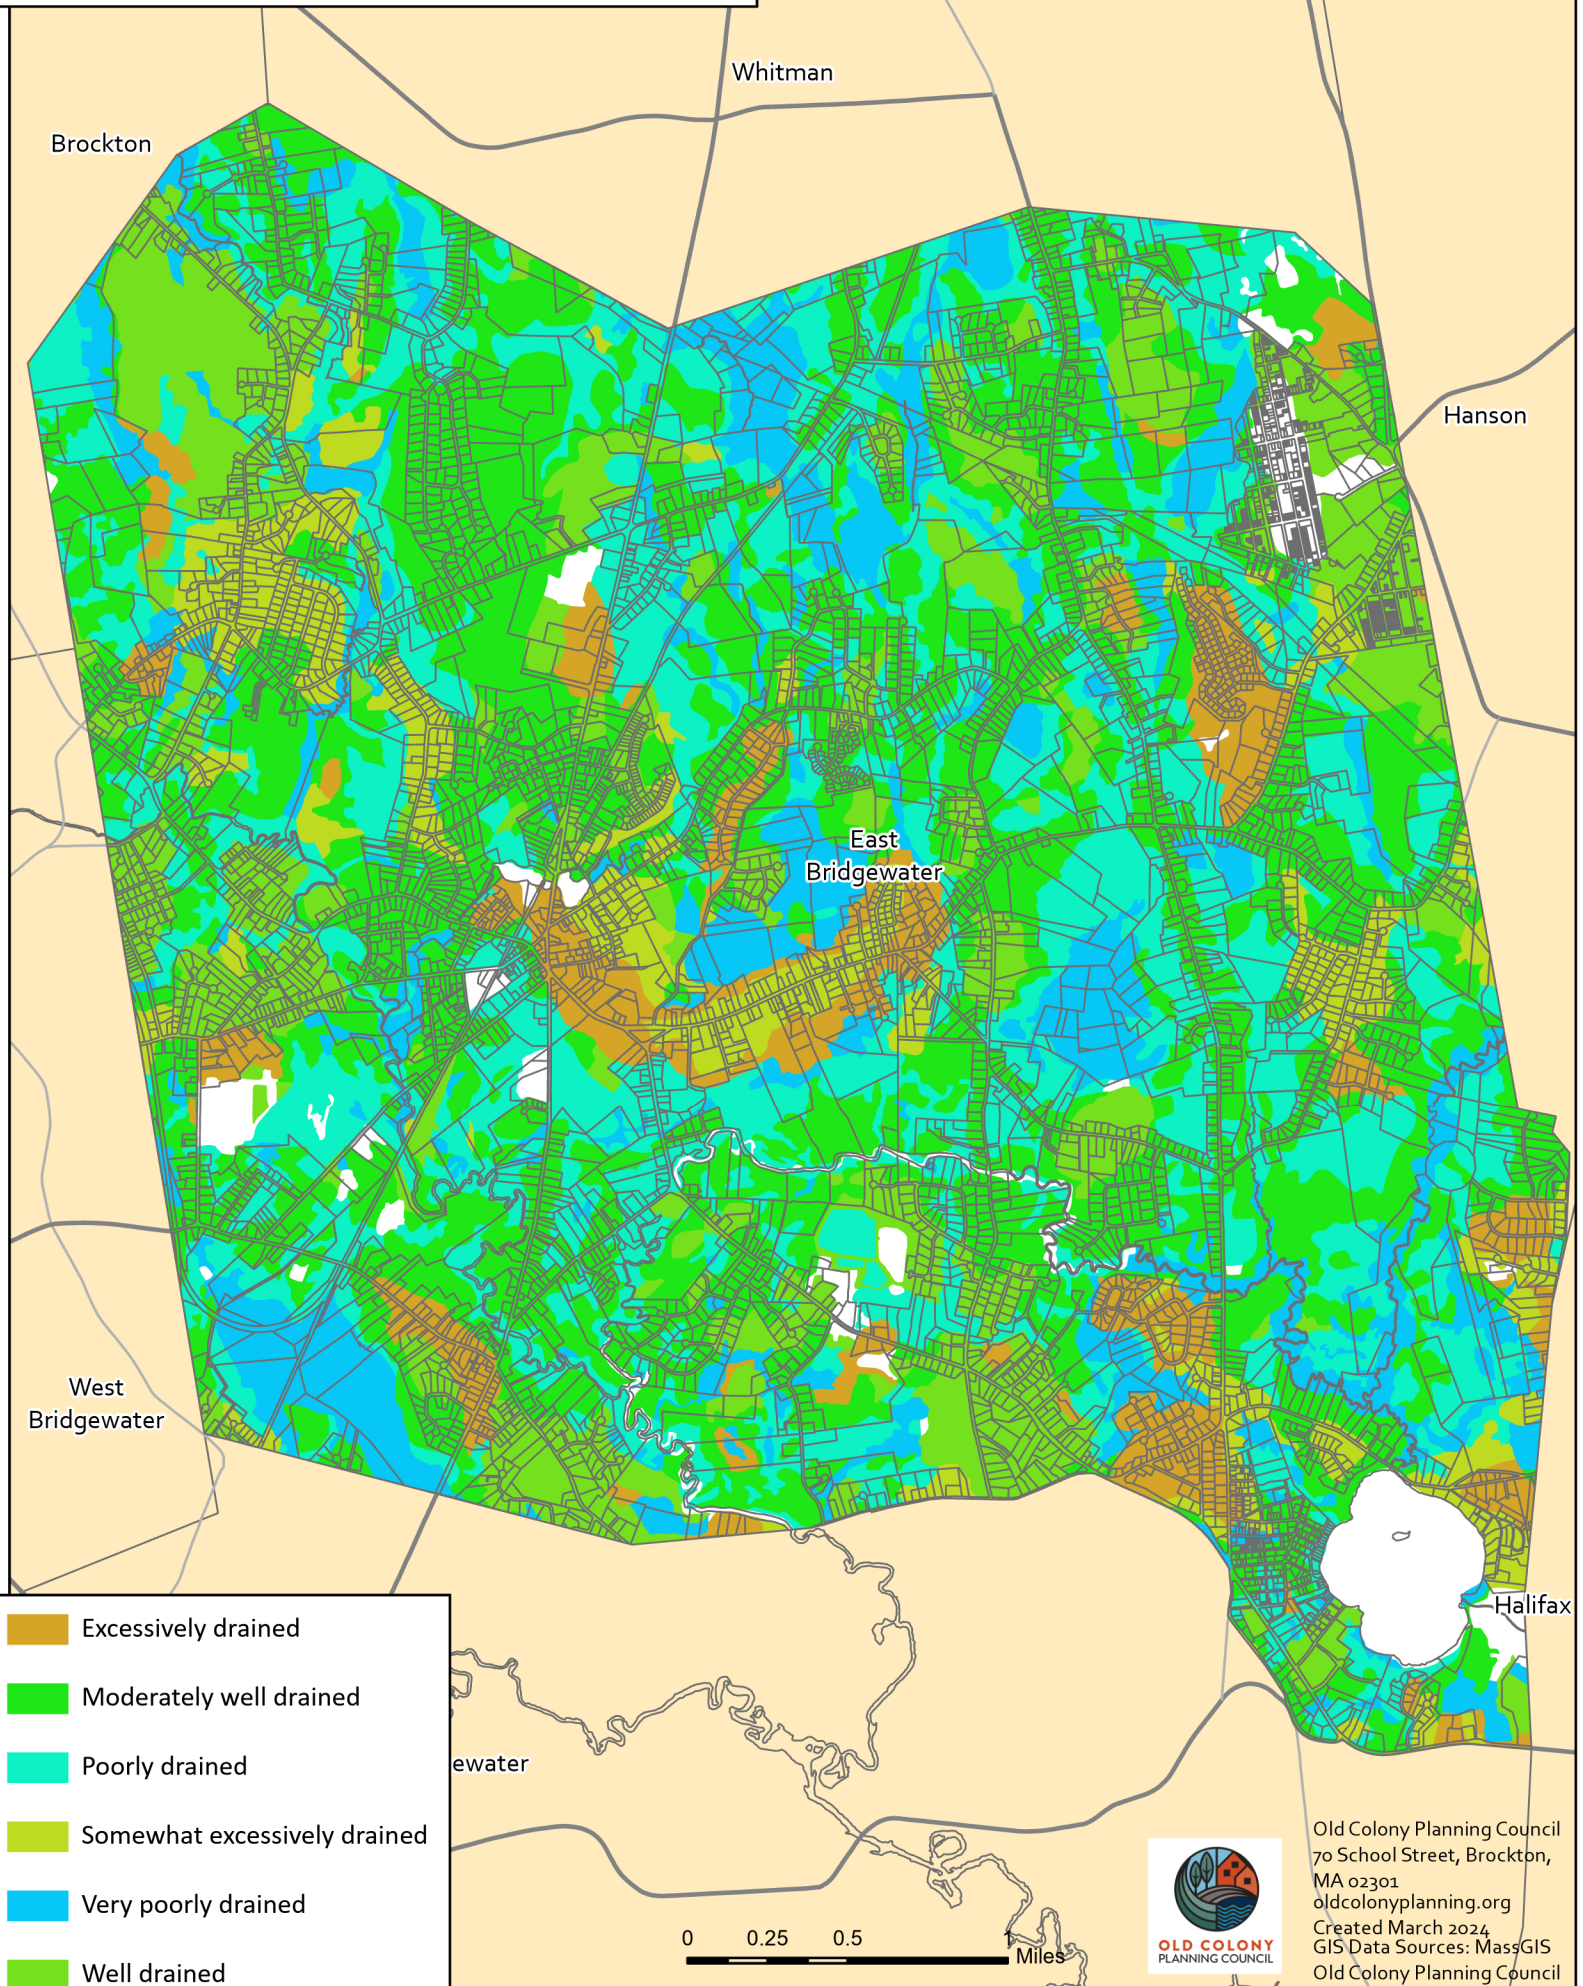 Whitman
Brockton
Hanson
East
Bridgewater
West
Bridgewater
Halifax
Excessively drained
Moderately well drained
Poorly drained
Somewhat excessively drained
Very poorly drained
Well drained
ewater
0 0.25 0.5 1
Miles
OLD COLONY
PLANNING COUNCIL
Old Colony Planning Council
70 School Street, Brockton,
MA 02301
oldcolonyplanning.org
Created March 2024
GIS Data Sources: MassGIS
Old Colony Planning Council